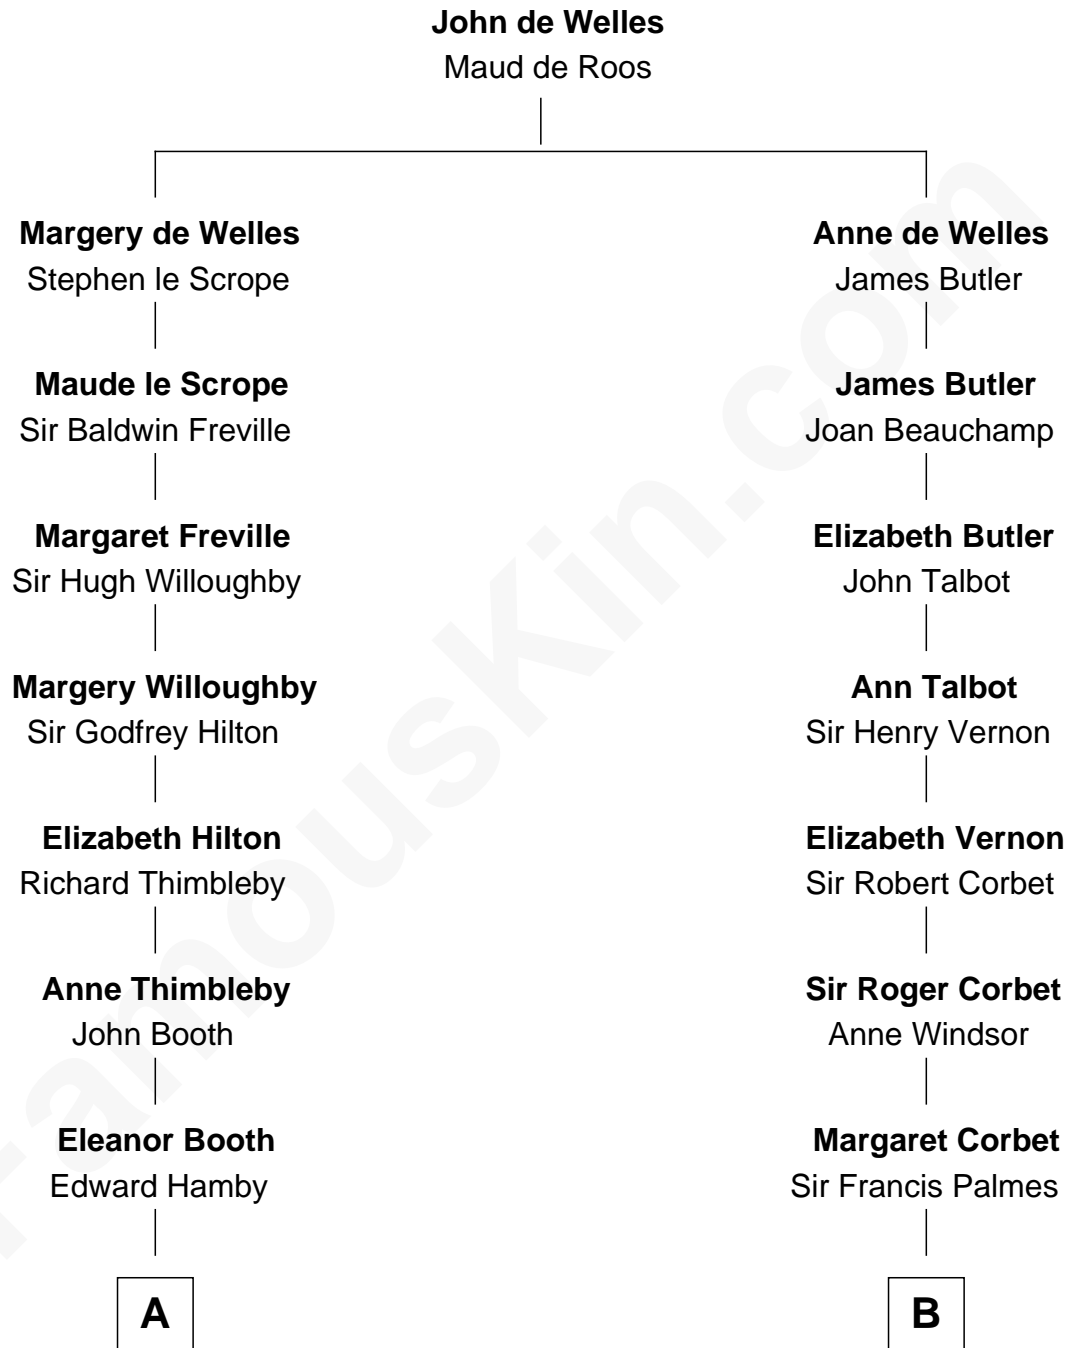 John de Welles
Maud de Roos
Margery de Welles
Stephen le Scrope
Anne de Welles
James Butler
Maude le Scrope
Sir Baldwin Freville
James Butler
Joan Beauchamp
Margaret Freville
Sir Hugh Willoughby
Elizabeth Butler
John Talbot
Margery Willoughby
Sir Godfrey Hilton
Ann Talbot
Sir Henry Vernon
Elizabeth Hilton
Richard Thimbleby
Elizabeth Vernon
Sir Robert Corbet
Anne Thimbleby
John Booth
Sir Roger Corbet
Anne Windsor
Eleanor Booth
Edward Hamby
Margaret Corbet
Sir Francis Palmes
A
B
FamousKin.com